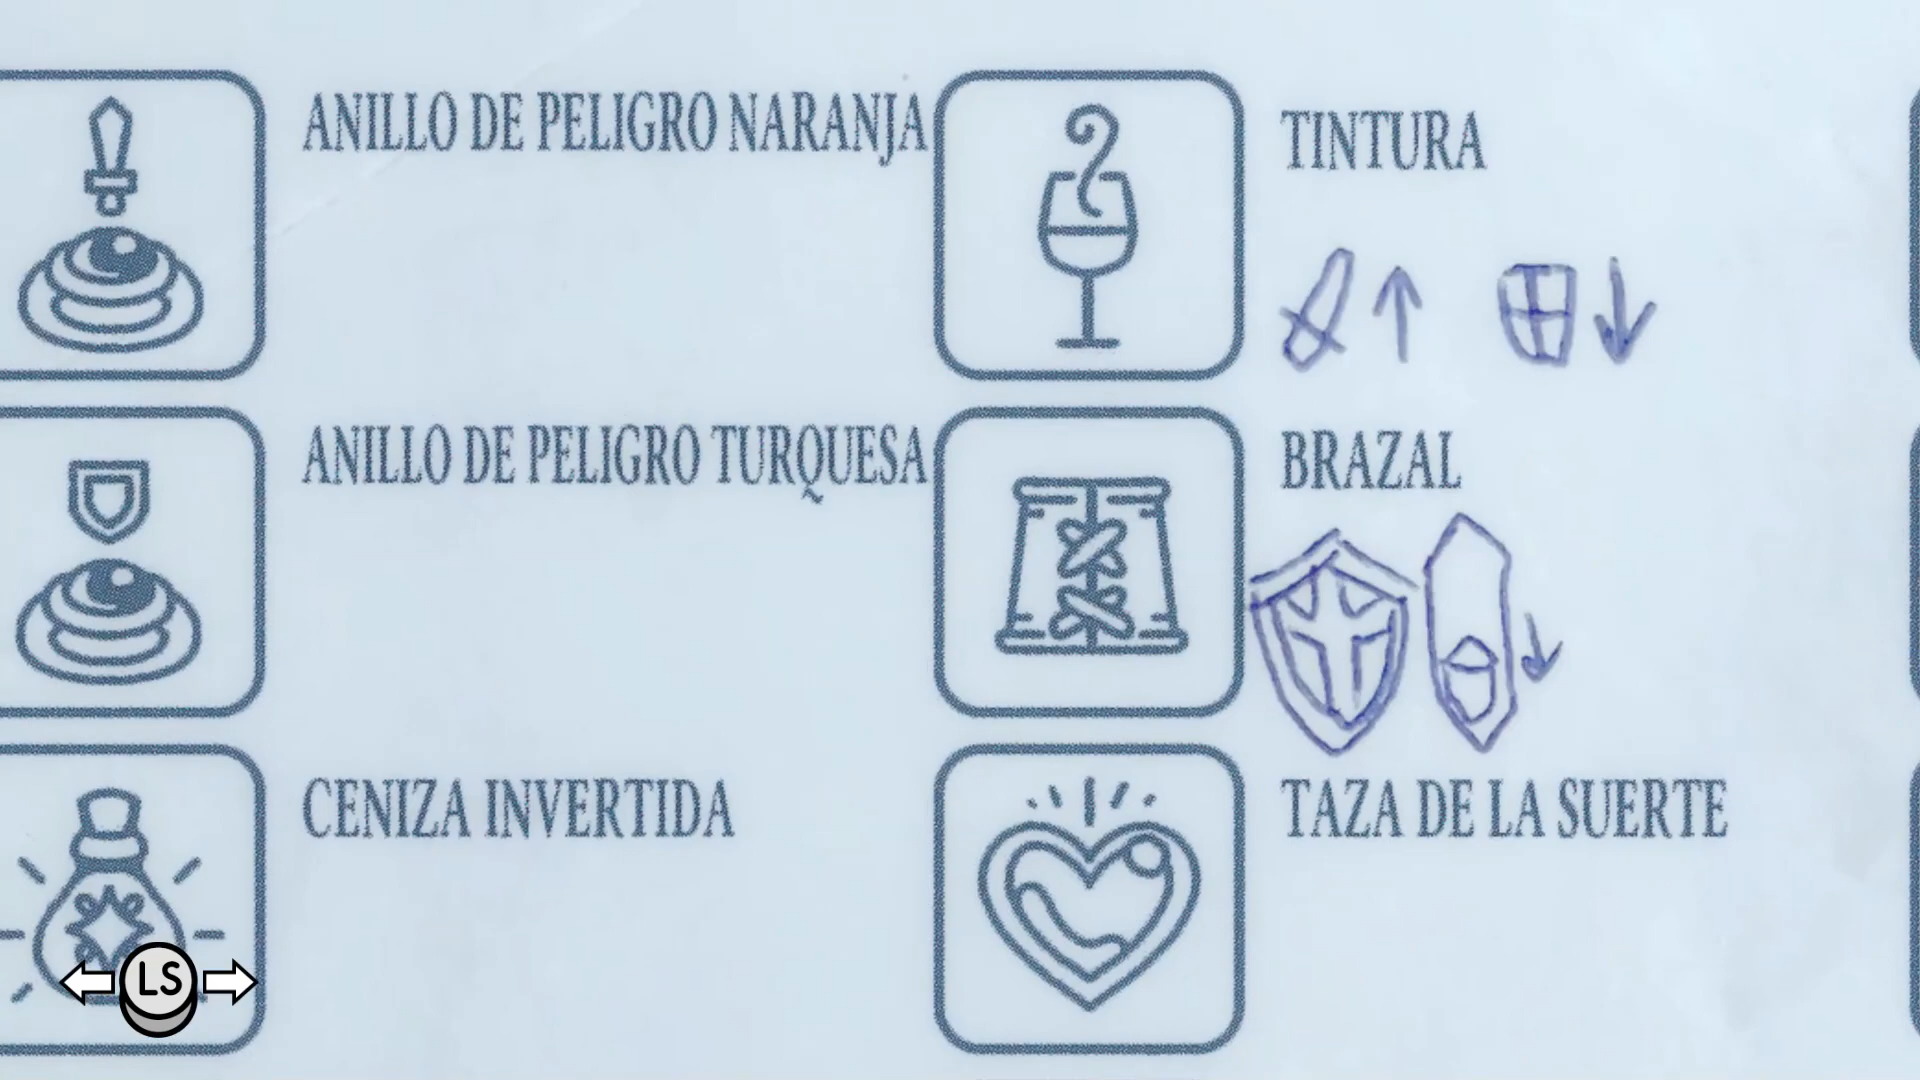 ANILLO DE PELIGRO NARANJA
TINTURA
ANILLO DE PELIGRO TURQUESA
BRAZAL
CENIZA INVERTIDA
TAZA DE LA SUERTE
LS